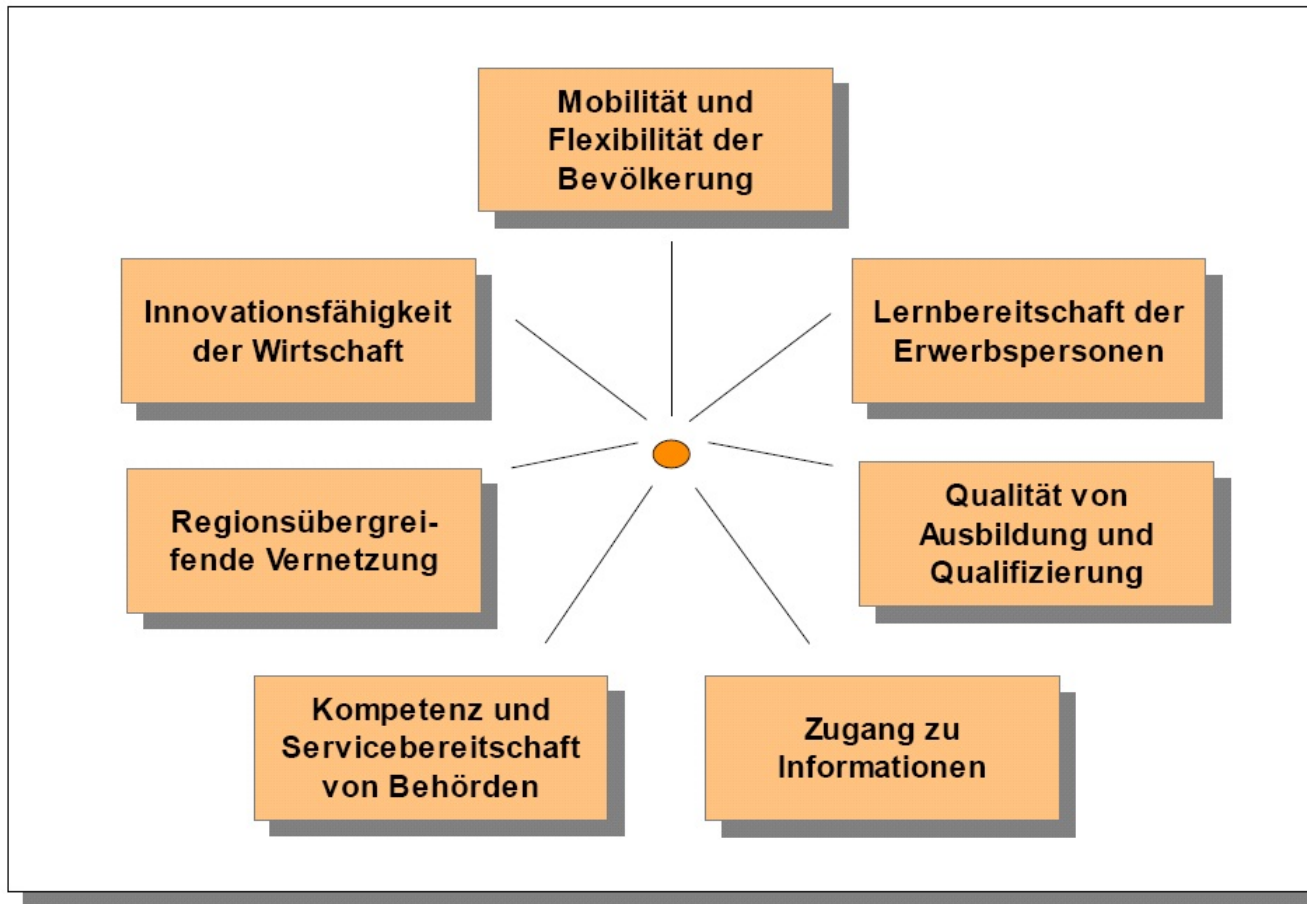 Mobilität und
Flexibilität der
Bevölkerung
Innovationsfähigkeit
der Wirtschaft
Lernbereitschaft der
Erwerbspersonen
Regionsübergrei-
fende Vernetzung
Qualität von
Ausbildung und
Qualifizierung
Kompetenz und
Servicebereitschaft
von Behörden
Zugang zu
Informationen